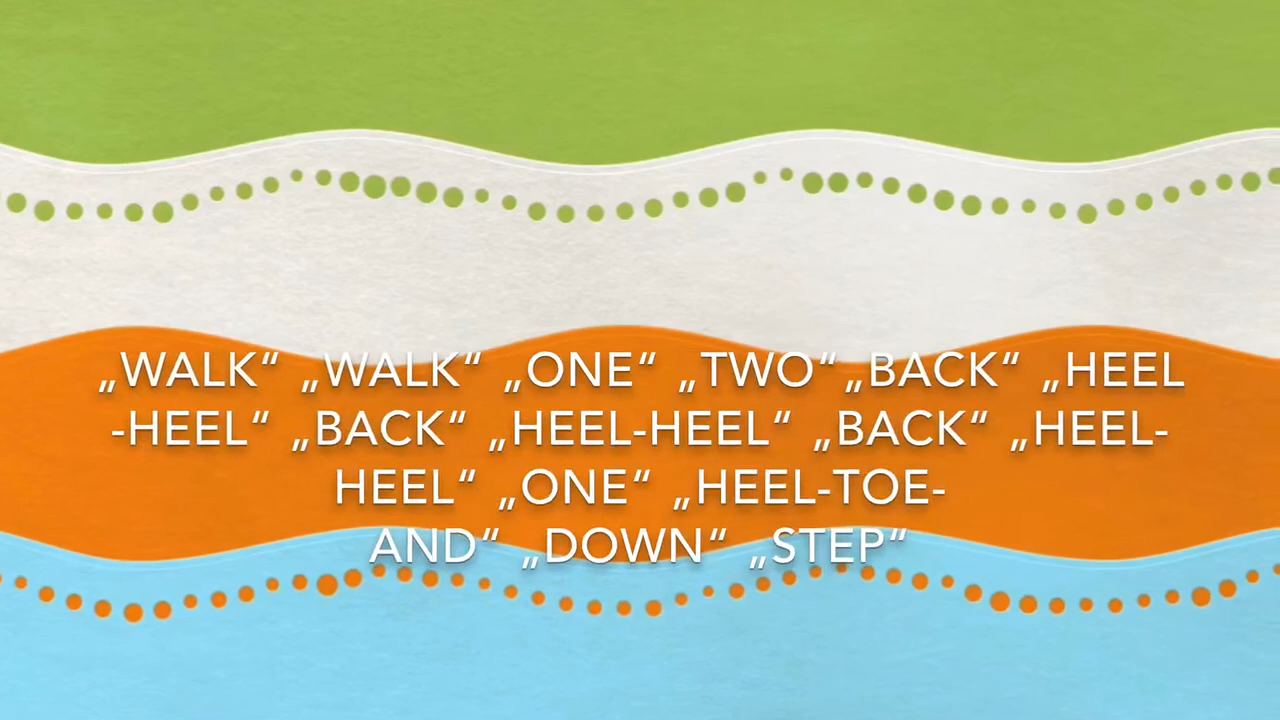 „WALK“ „WALK“ „ONE“ „TWO“ „BACK“ „HEEL
-HEEL“ „BACK“ „HEEL-HEEL“ „BACK“ „HEEL-
HEEL“ „ONE“ „HEEL-TOE-
AND“ „DOWN“ „STEP“